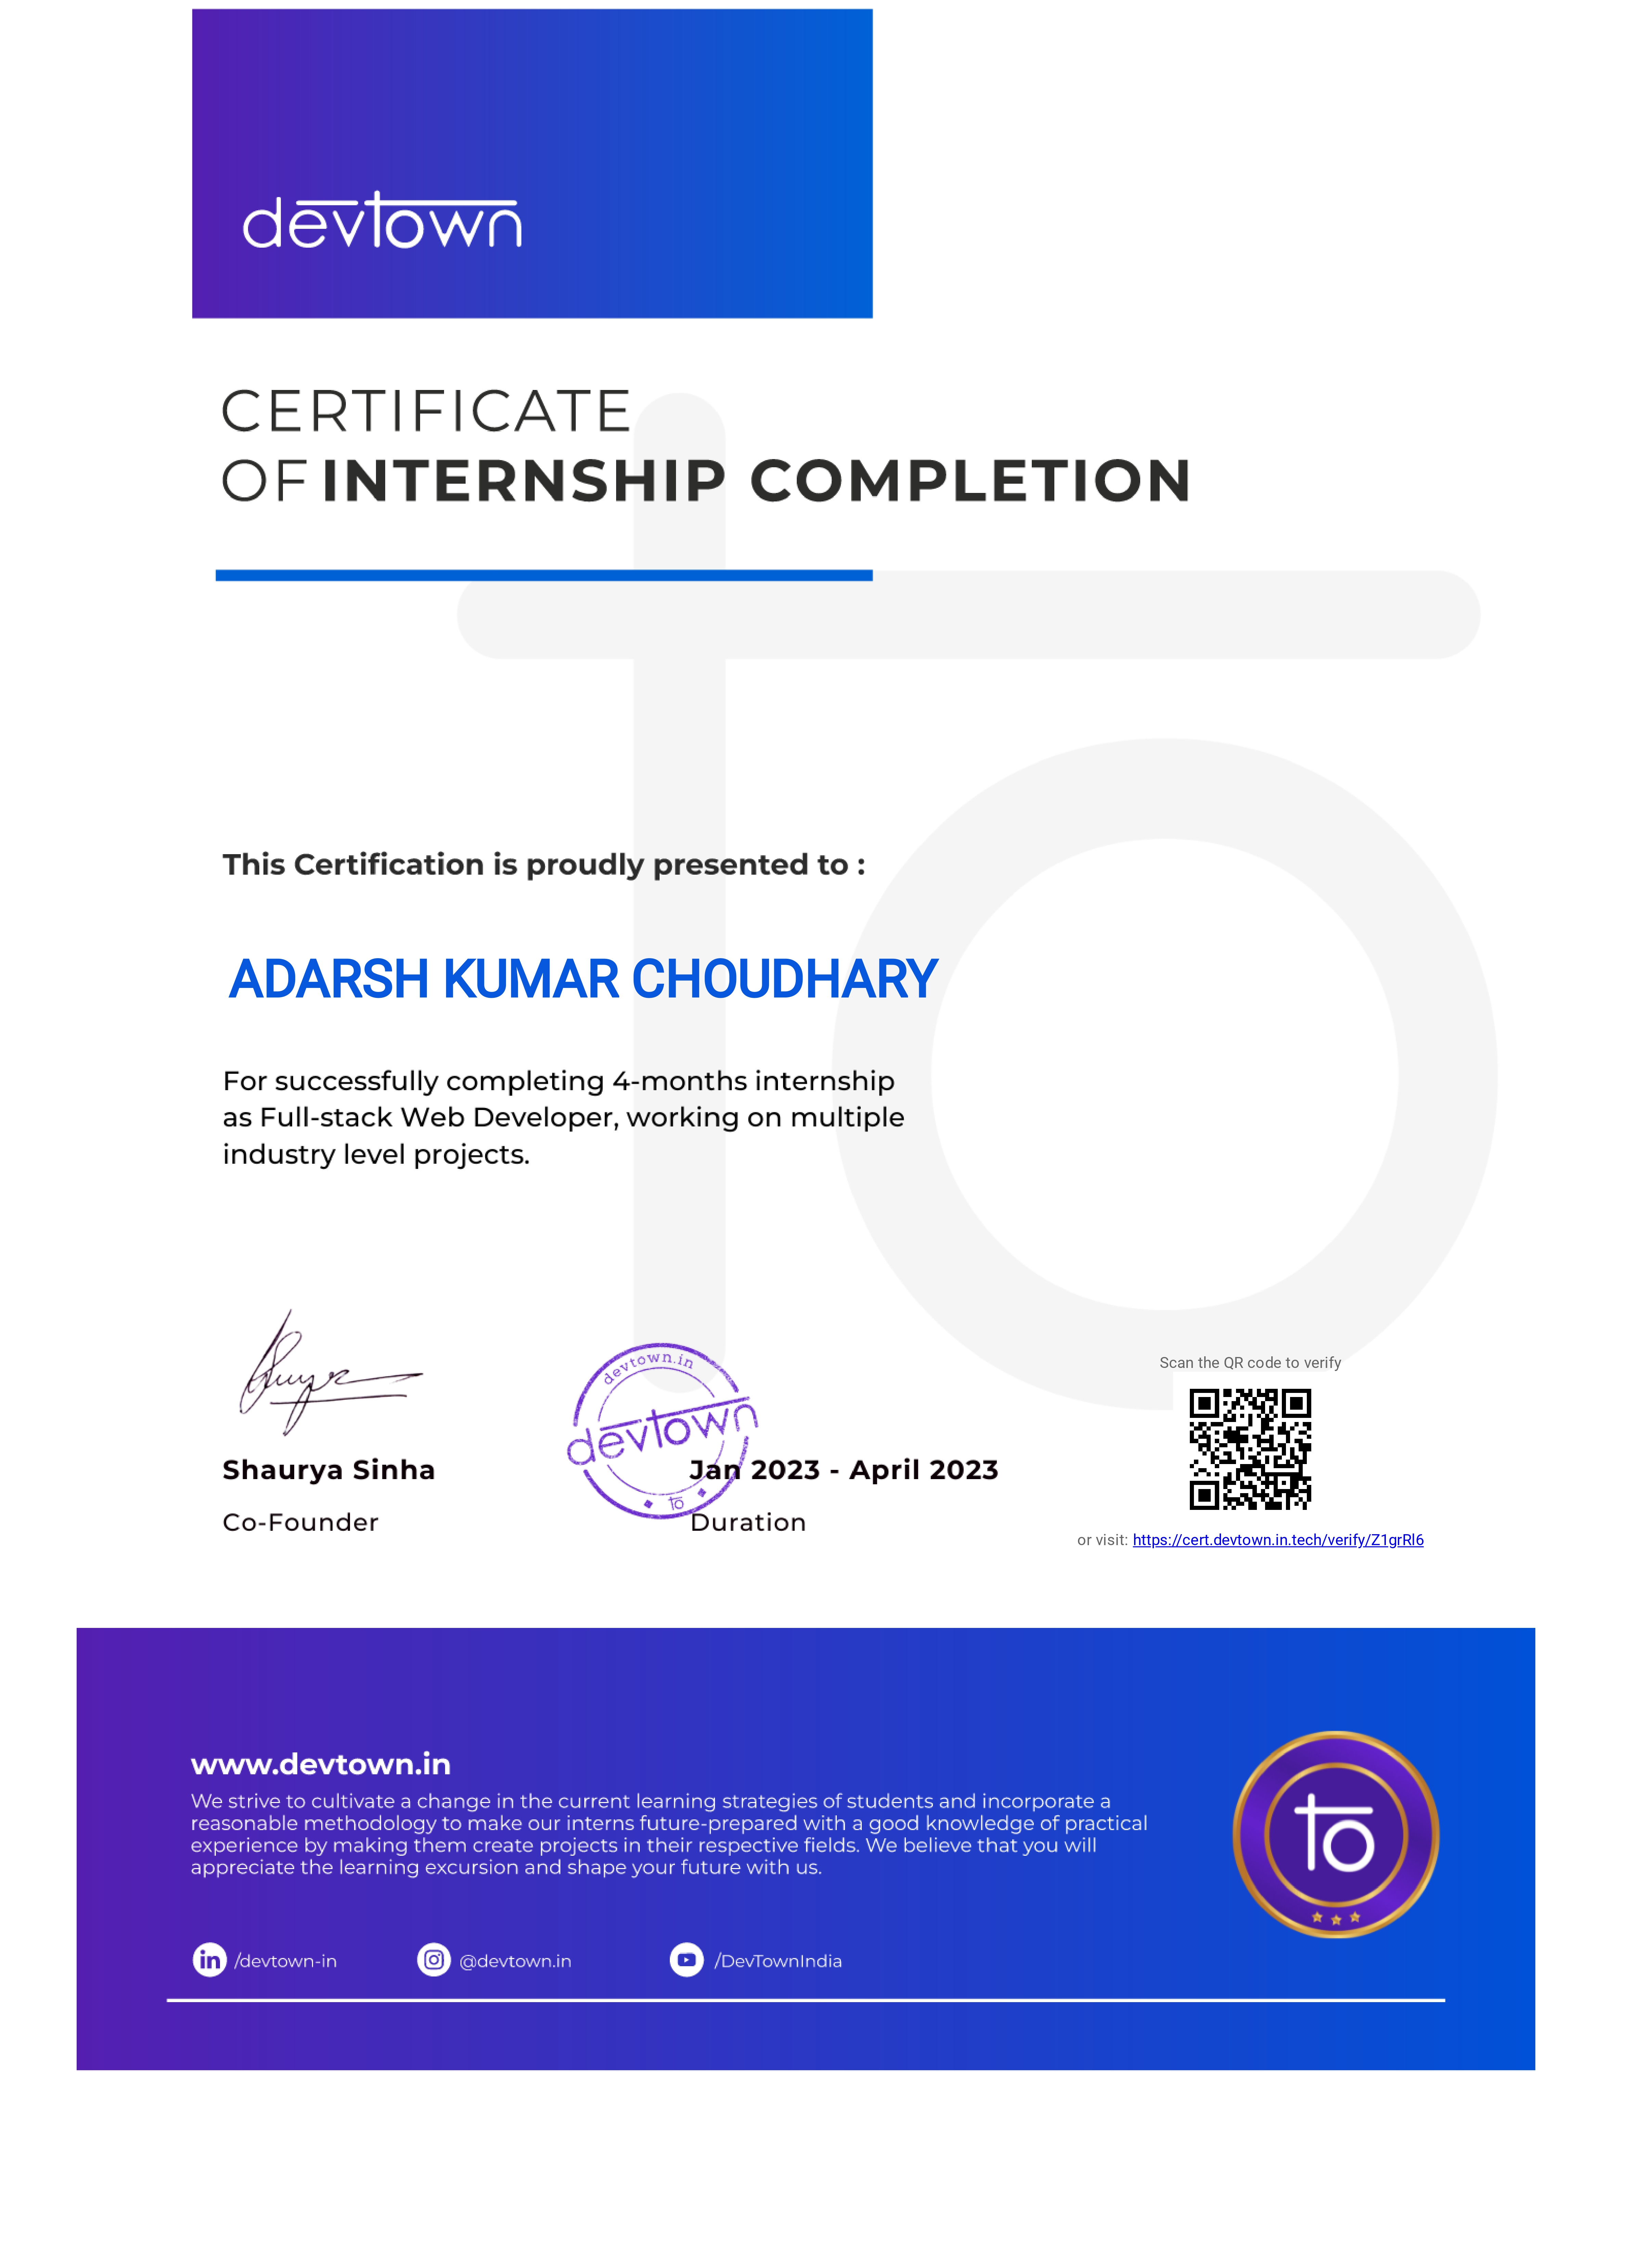 devtown
CERTIFICATE
OF INTERNSHIP COMPLETION
This Certification is proudly presented to :
ADARSH KUMAR CHOUDHARY
For successfully completing 4-months internship
as Full-stack Web Developer, working on multiple
industry level projects.
devtown.in
devtown
to
Shaurya Sinha
Co-Founder
Jan 2023 - April 2023
Duration
Scan the QR code to verify
or visit: https://cert.devtown.in.tech/verify/Z1grRl6
www.devtown.in
We strive to cultivate a change in the current learning strategies of students and incorporate a
reasonable methodology to make our interns future-prepared with a good knowledge of practical
experience by making them create projects in their respective fields. We believe that you will
appreciate the learning excursion and shape your future with us.
to
in /devtown-in
@devtown.in
/DevTownIndia